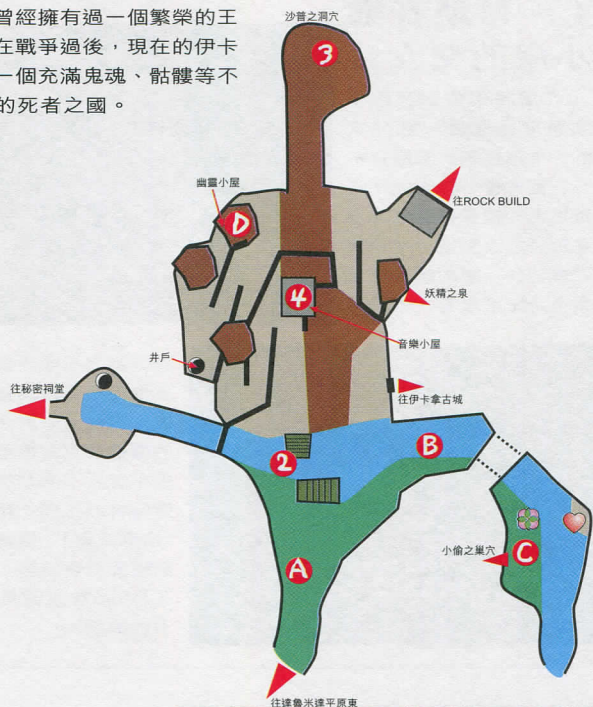 曾經擁有過一個繁榮的王
在戰爭過後，現在的伊卡
一個充滿鬼魂、骷髏等不
的死者之國。
沙普之洞穴
3
幽靈小屋
D
往ROCK BUILD
4
妖精之泉
音樂小屋
井戶
往秘密祠堂
往伊卡拿古城
B
2
小偷之巢穴
C
A
往達魯米達平原東